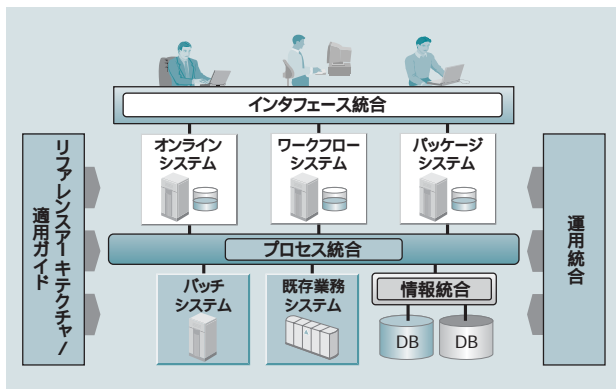 インタフェース統合
オンライン
システム
ワークフロー
システム
パッケージ
システム
リファレンスアーキテクチャ/
適用ガイド
運用統合
プロセス統合
バッチ
システム
既存業務
システム
情報統合
DB
DB